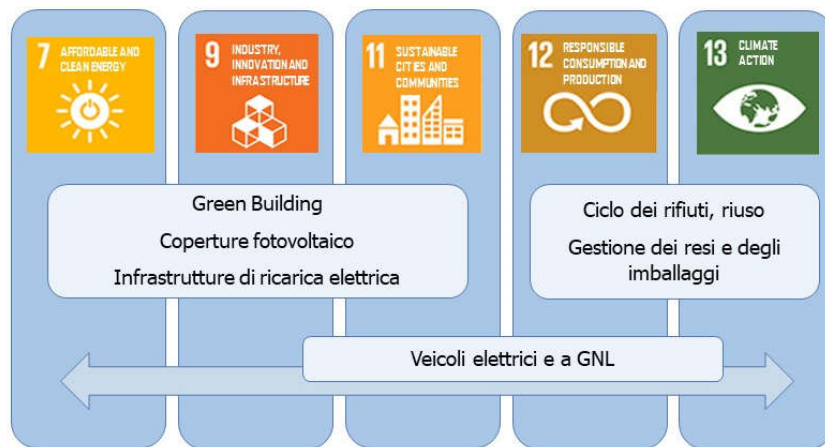 7 AFFORDABLE AND
CLEAN ENERGY
9 INDUSTRY,
INNOVATION AND
INFRASTRUCTURE
11 SUSTAINABLE
CITIES AND
COMMUNITIES
12 RESPONSIBLE
CONSUMPTION AND
PRODUCTION
13 CLIMATE
ACTION
Green Building
Coperture fotovoltaico
Infrastrutture di ricarica elettrica
Ciclo dei rifiuti, riuso
Gestione dei resi e degli
imballaggi
Veicoli elettrici e a GNL